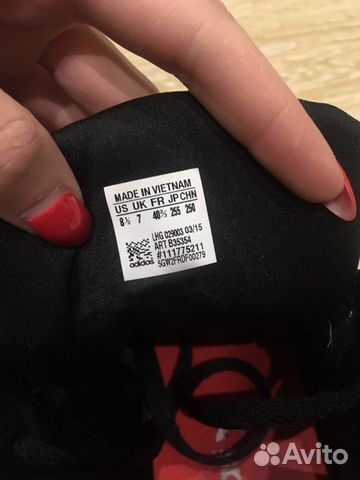 MADE IN VIETNAM
US UK FR JP CHN
8½ 7 40⅔ 255 250
LHG 029003 03/15
ART B35354
#111775211
5GW2FRDF00279
adidas
Avito